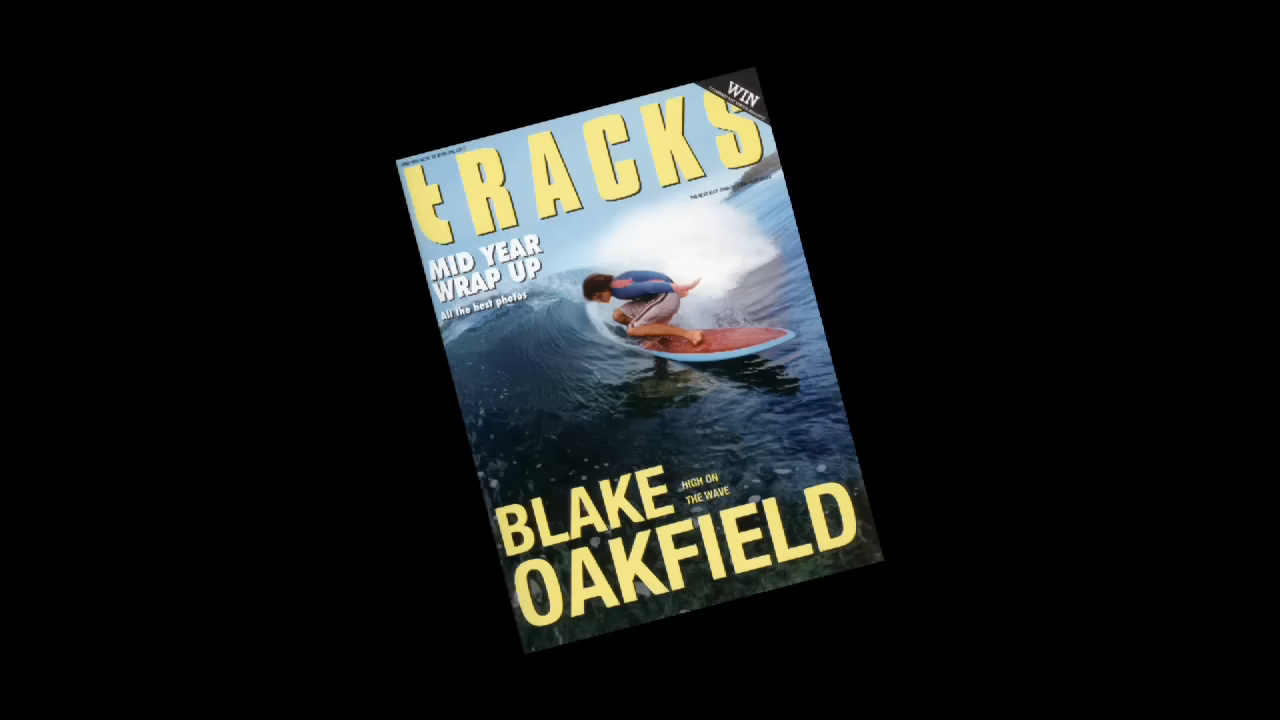 WIN
tRACKS
MID YEAR
WRAP UP
All the best photos
BLAKE
HIGH ON
THE WAVE
OAKFIELD